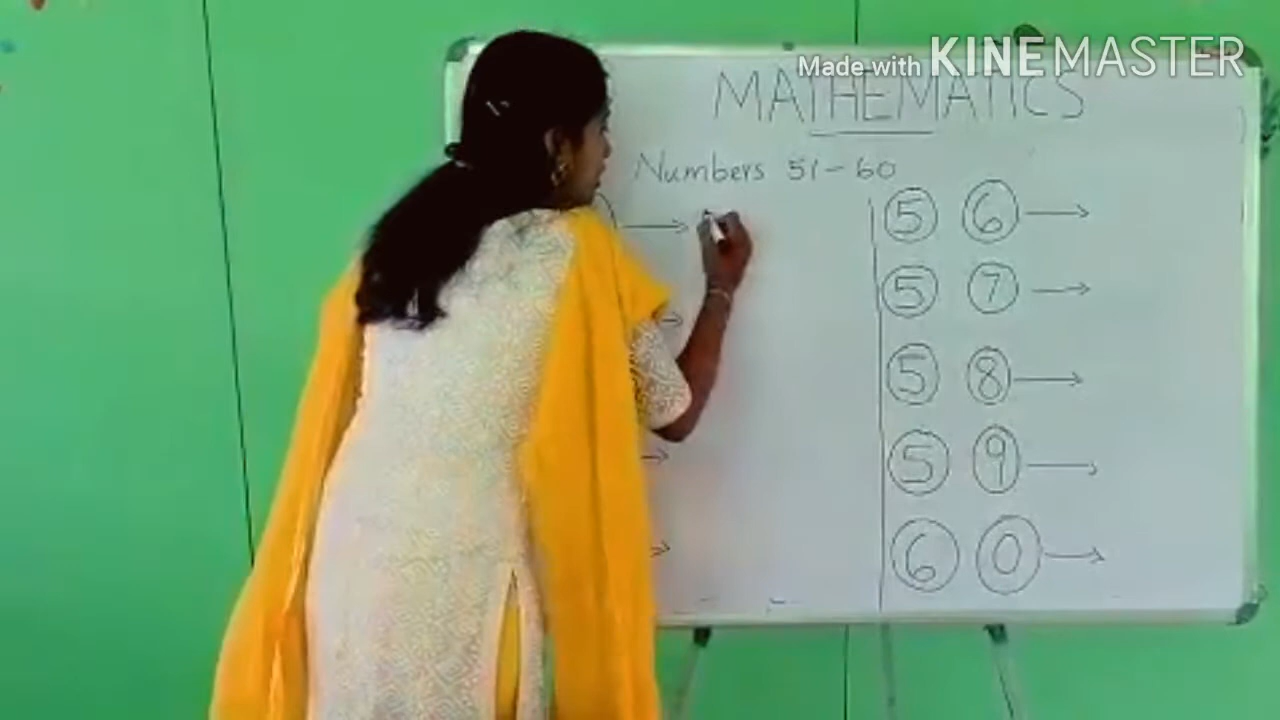 Made with KINEMASTER
MATHEMATICS
Numbers 51-60
5 6 →
5 7 →
5 8 →
5 9 →
6 0 →